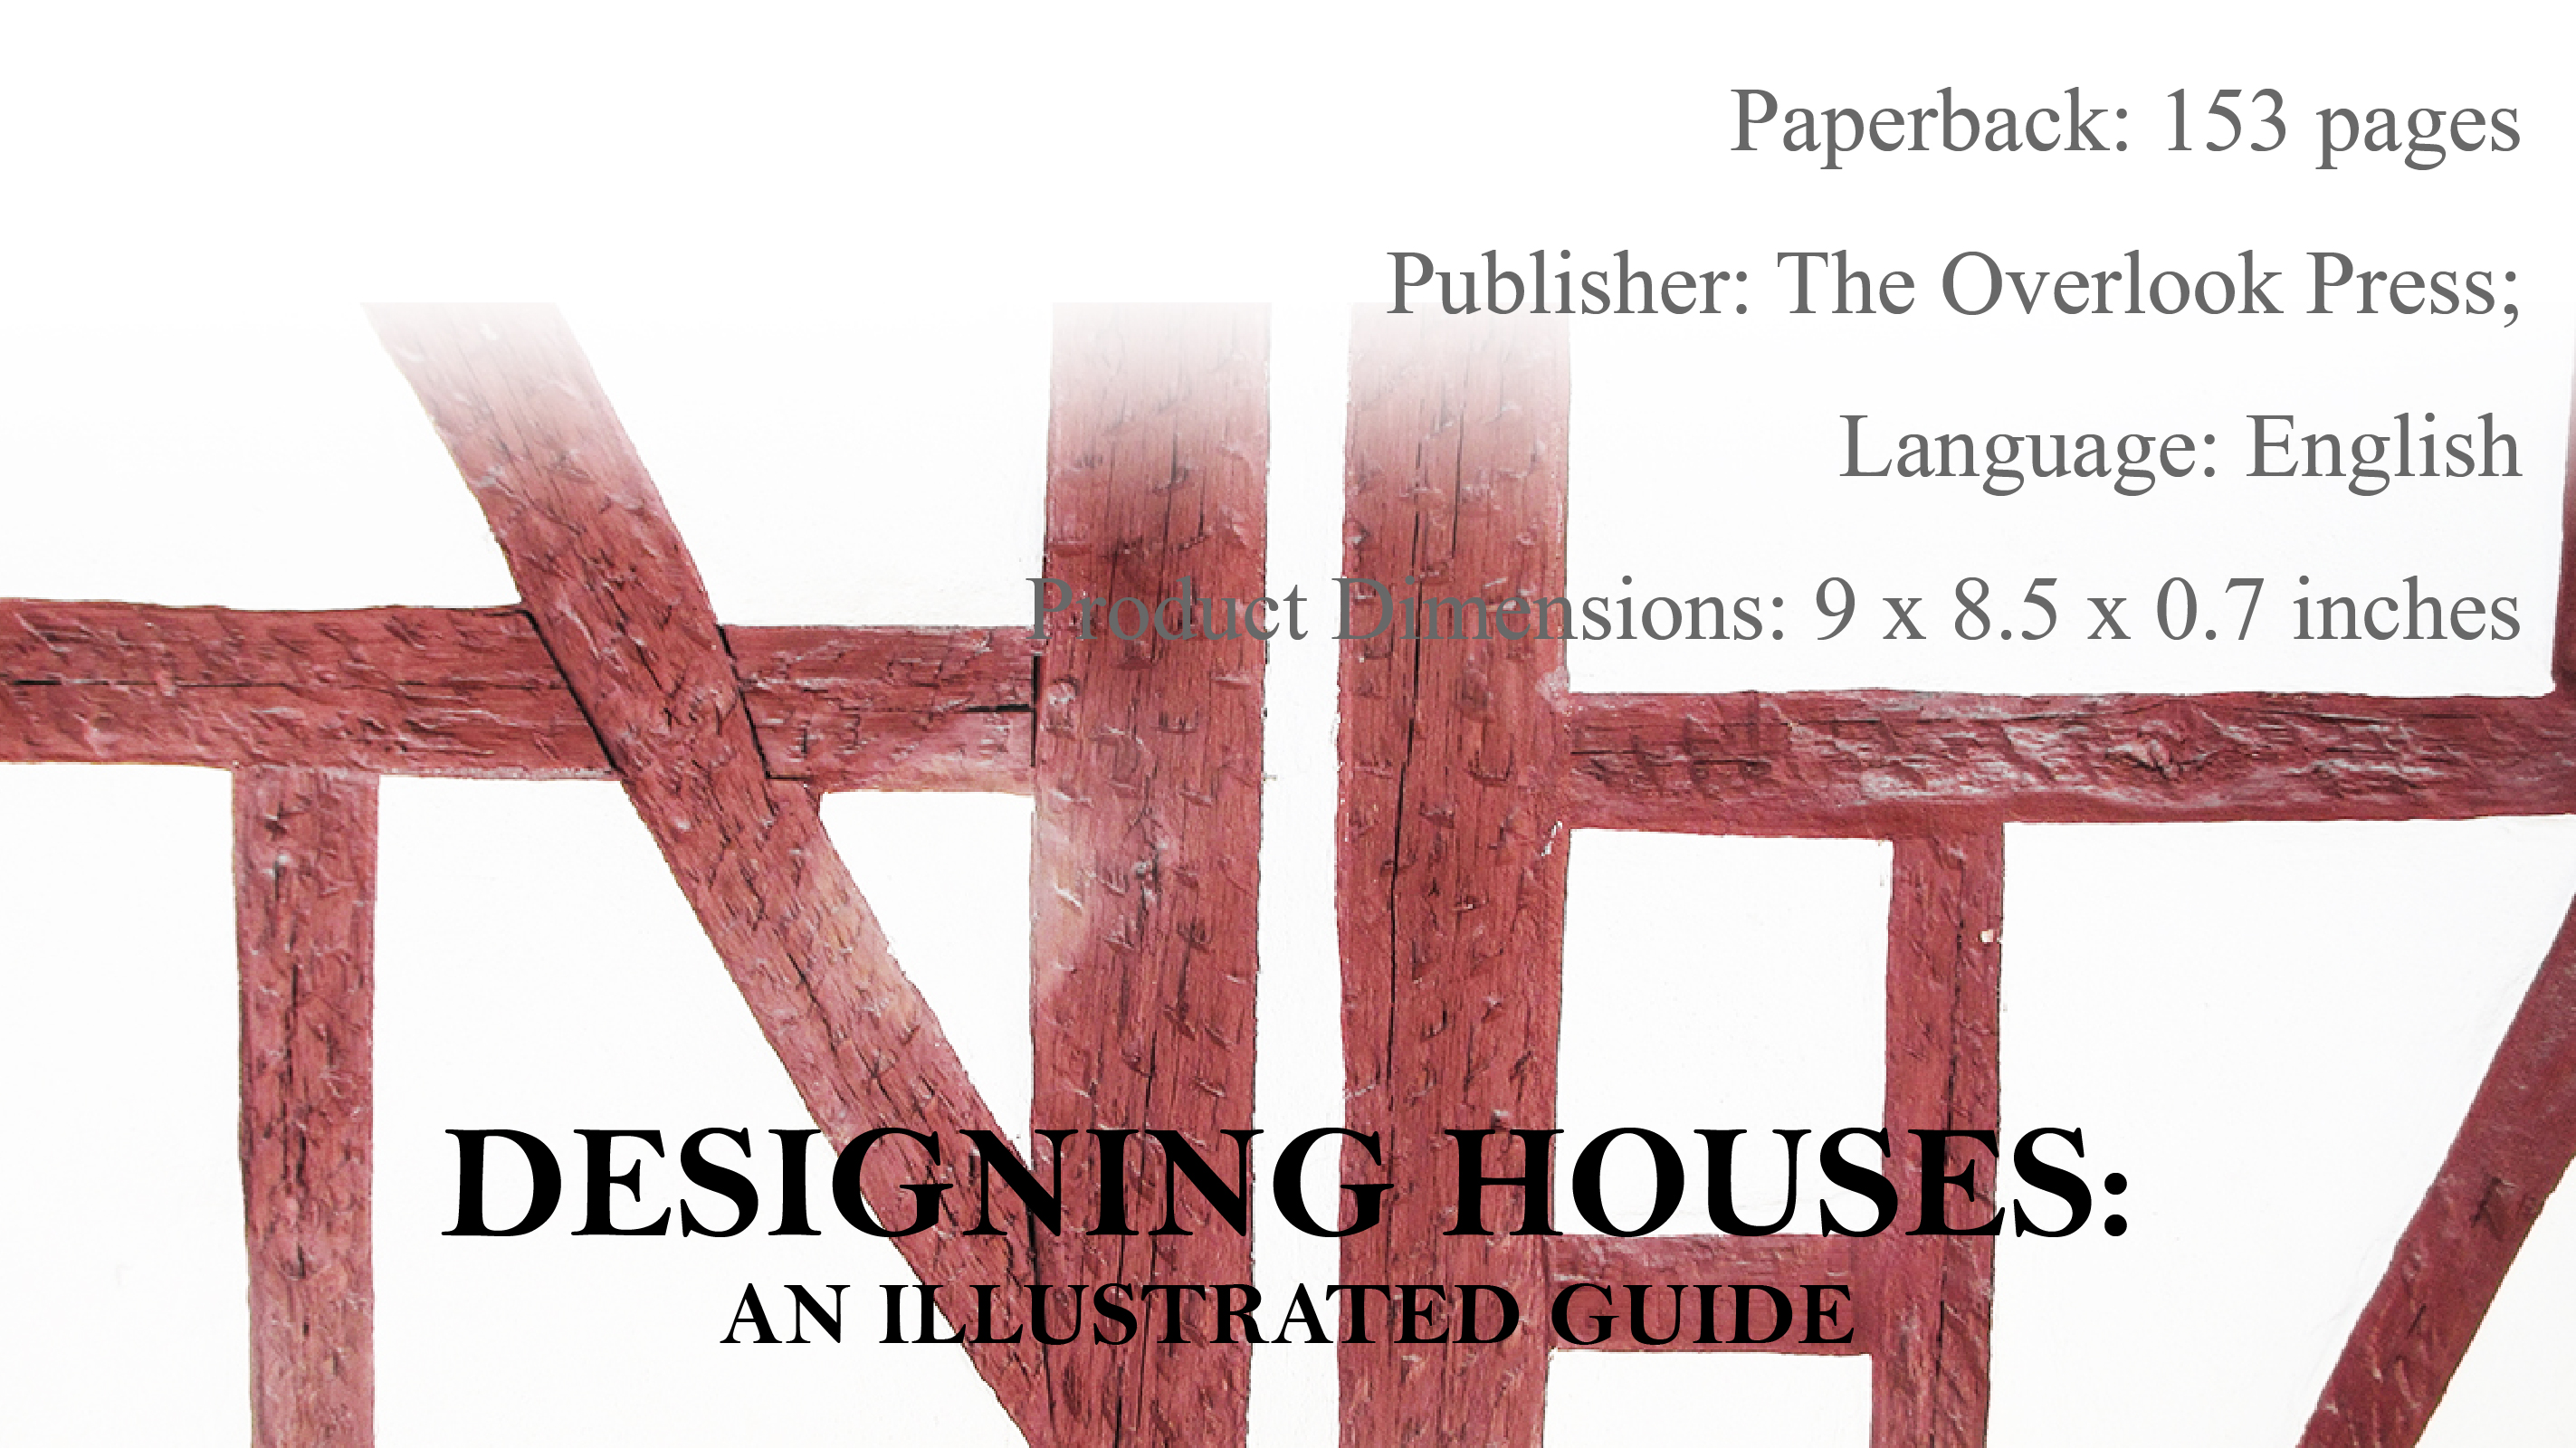 Paperback: 153 pages
Publisher: The Overlook Press;
Language: English
Product Dimensions: 9 x 8.5 x 0.7 inches
DESIGNING HOUSES:
AN ILLUSTRATED GUIDE